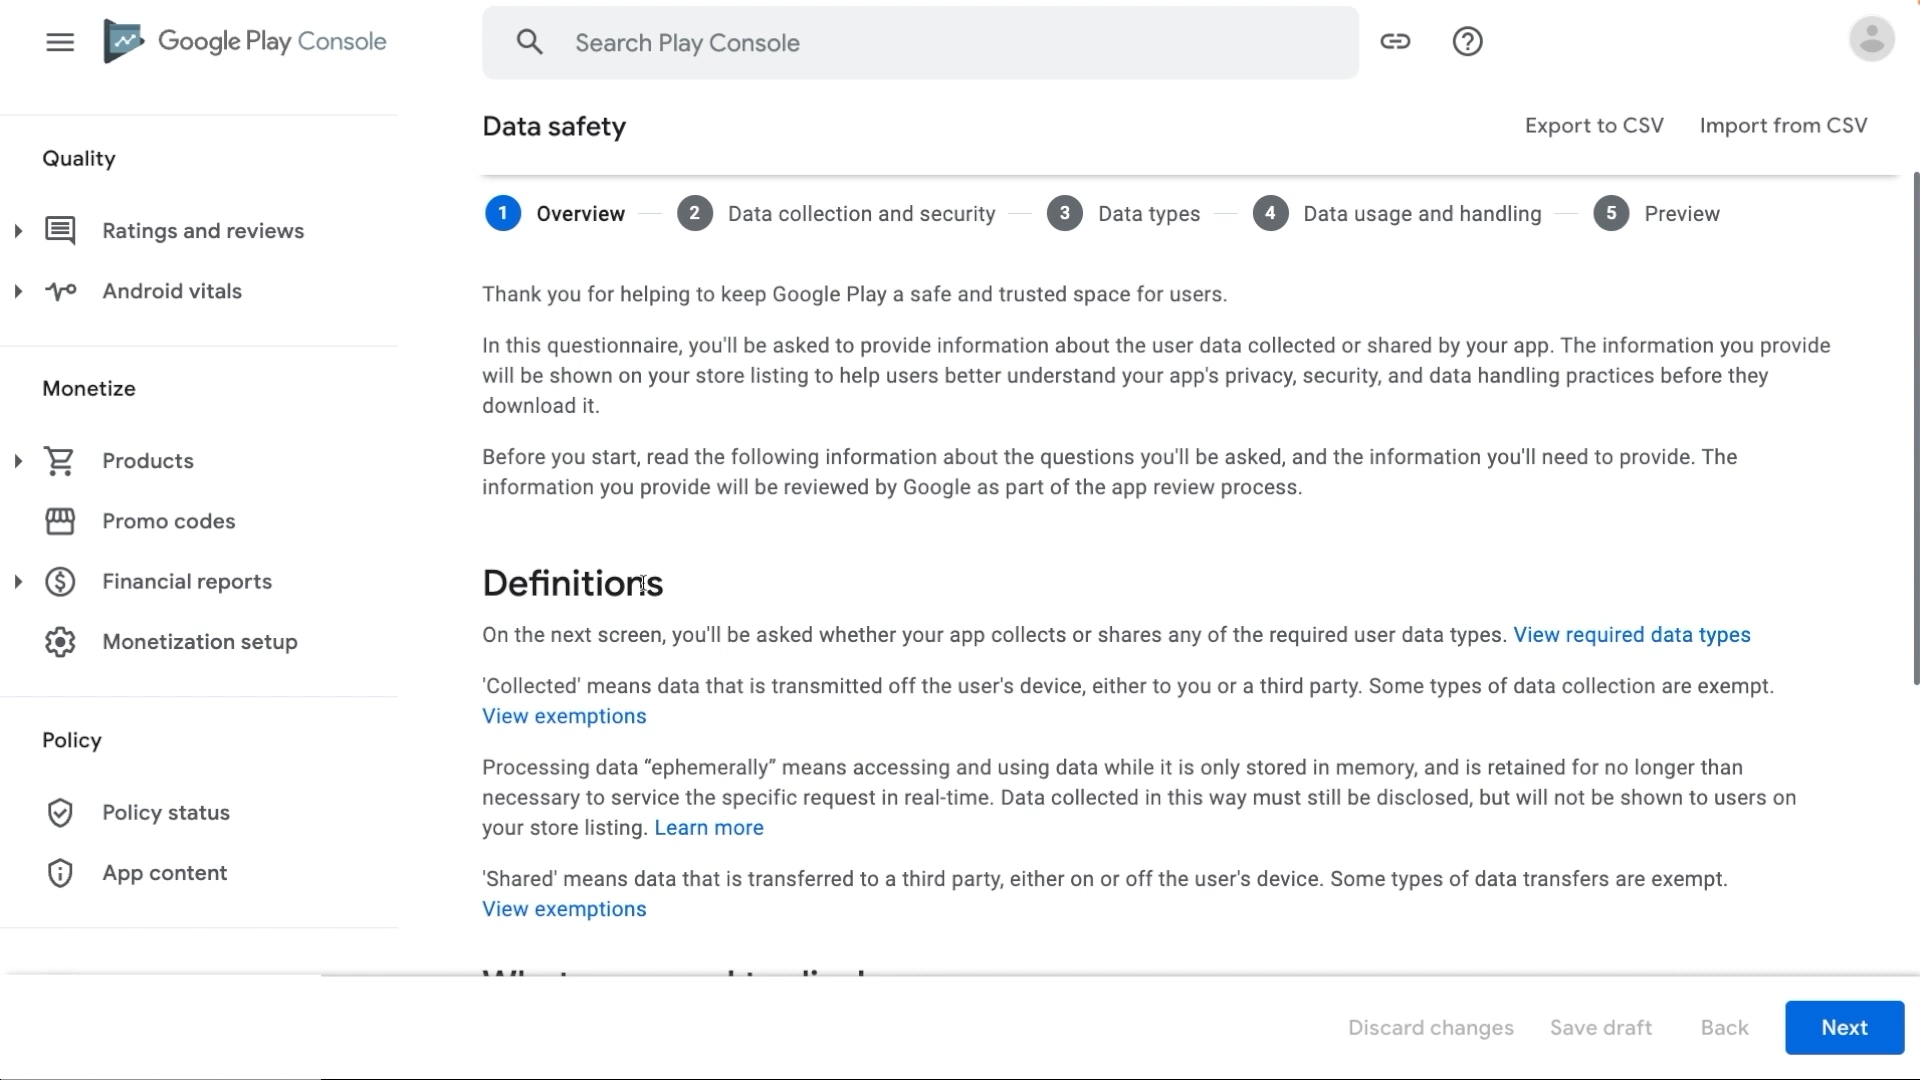 Google Play Console
Search Play Console
Quality
Ratings and reviews
Android vitals
Monetize
Products
Promo codes
Financial reports
Monetization setup
Policy
Policy status
App content
Data safety
Export to CSV
Import from CSV
1 Overview
2 Data collection and security
3 Data types
4 Data usage and handling
5 Preview
Thank you for helping to keep Google Play a safe and trusted space for users.
In this questionnaire, you'll be asked to provide information about the user data collected or shared by your app. The information you provide
will be shown on your store listing to help users better understand your app's privacy, security, and data handling practices before they
download it.
Before you start, read the following information about the questions you'll be asked, and the information you'll need to provide. The
information you provide will be reviewed by Google as part of the app review process.
Definitions
On the next screen, you'll be asked whether your app collects or shares any of the required user data types. View required data types
'Collected' means data that is transmitted off the user's device, either to you or a third party. Some types of data collection are exempt.
View exemptions
Processing data “ephemerally” means accessing and using data while it is only stored in memory, and is retained for no longer than
necessary to service the specific request in real-time. Data collected in this way must still be disclosed, but will not be shown to users on
your store listing. Learn more
'Shared' means data that is transferred to a third party, either on or off the user's device. Some types of data transfers are exempt.
View exemptions
Discard changes
Save draft
Back
Next